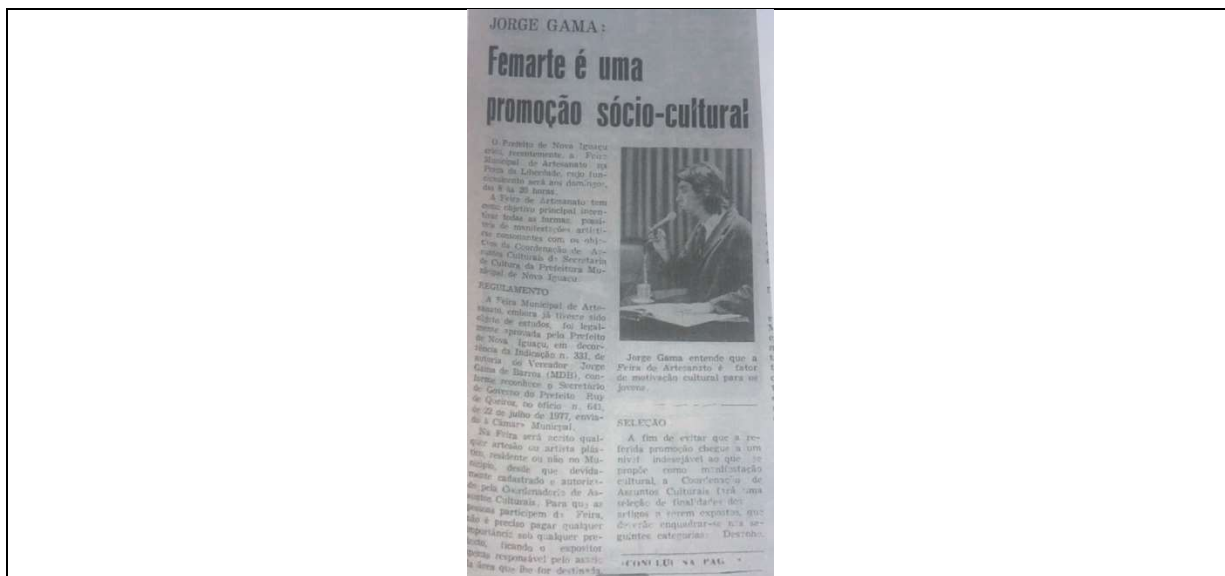 JORGE GAMA:
Femarte é uma
promoção sócio-cultural
O Prefeito de Nova Iguaçu
recentemente, a Feira
Municipal de Artesanato na
Praça da Liberdade, cujo fun-
cionamento será aos domingos,
das 8 às 20 horas.
A Feira de Artesanato tem
como objetivo principal incen-
tivar todas as formas, possí-
veis de manifestações artísti-
cas consoantes com os obje-
da Coordenação de As-
suntos Culturais da Secretaria
de Cultura da Prefeitura Mu-
nicipal de Nova Iguaçu.
REGULAMENTO
A Feira Municipal de Arte-
sanato, embora já tivesse sido
objeto de estudos, foi legal-
mente aprovada pelo Prefeito
de Nova Iguaçu, em decor-
rência da Indicação n. 331, de
autoria do Vereador Jorge
Gama de Barros (MDB), con-
forme reconhece o Secretário
de Governo do Prefeito Ruy
de Queiroz, no ofício n. 641,
de 22 de julho de 1977, envia-
do à Câmara Municipal.
Na Feira será aceito qual-
quer artesão ou artista plás-
tico, residente ou não no Mu-
nicípio, desde que devida-
mente cadastrado e autoriza-
do pela Coordenadoria de As-
suntos Culturais. Para que as
pessoas participem da Feira,
não é preciso pagar qualquer
importância sob qualquer pre-
texto, ficando o expositor
responsável pelo
área que lhe for destinada.
Jorge Gama entende que a
Feira de Artesanato é fator
de motivação cultural para os
jovens.
SELEÇÃO
A fim de evitar que a re-
ferida promoção chegue a um
nível indesejável ao que se
propõe como manifestação
cultural, a Coordenação de
Assuntos Culturais fará uma
seleção de finalidades dos
artigos a serem expostos, que
deverão enquadrar-se nas se-
guintes categorias: Desenho,
(CONCLUI NA PAG.